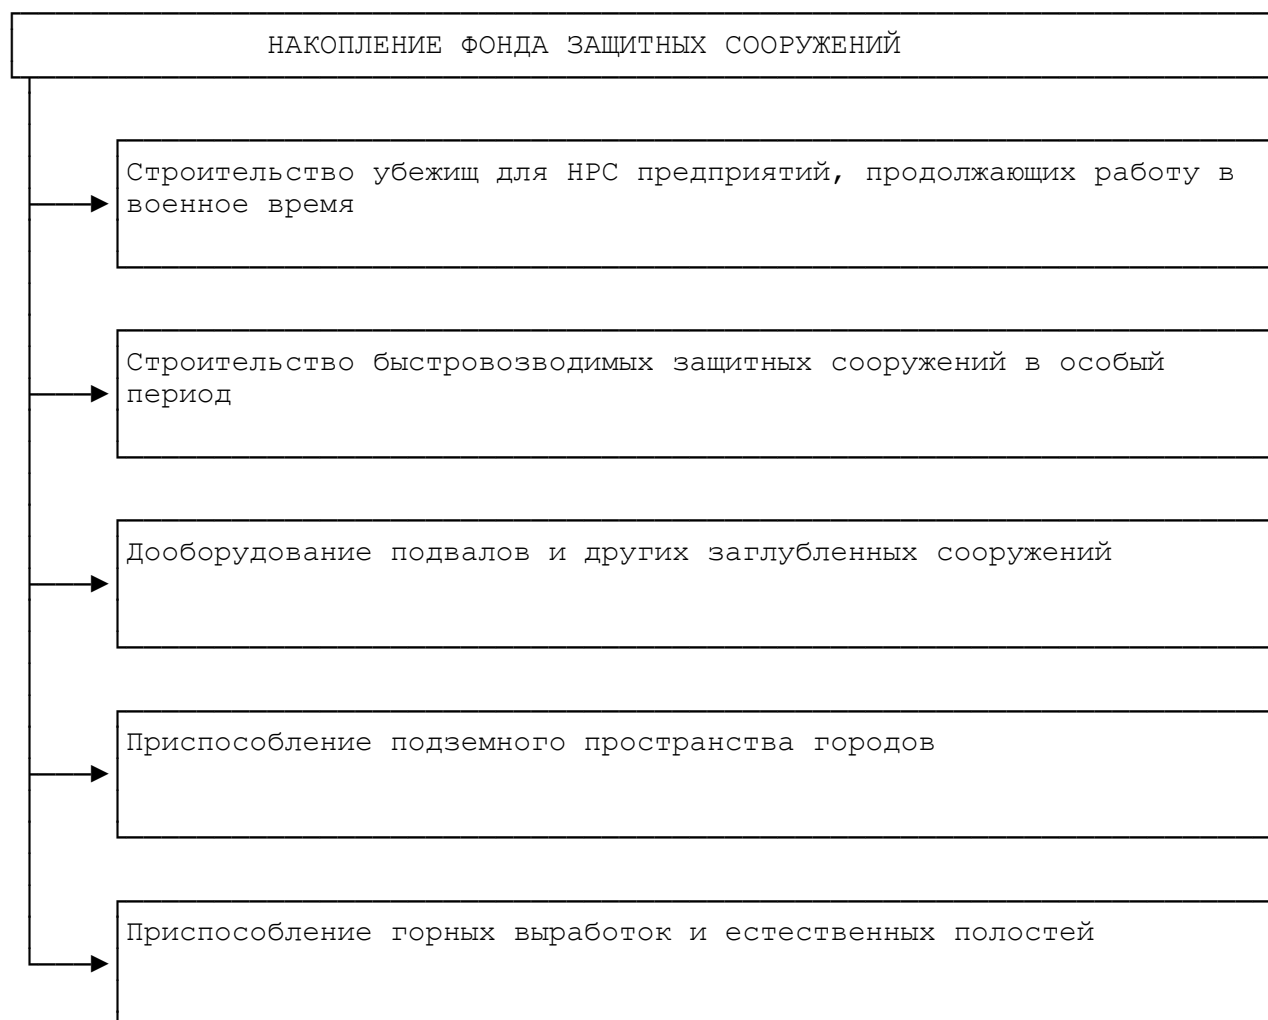 НАКОПЛЕНИЕ ФОНДА ЗАЩИТНЫХ СООРУЖЕНИЙ
Строительство убежищ для НРС предприятий, продолжающих работу в
военное время
Строительство быстровозводимых защитных сооружений в особый
период
Дооборудование подвалов и других заглубленных сооружений
Приспособление подземного пространства городов
Приспособление горных выработок и естественных полостей